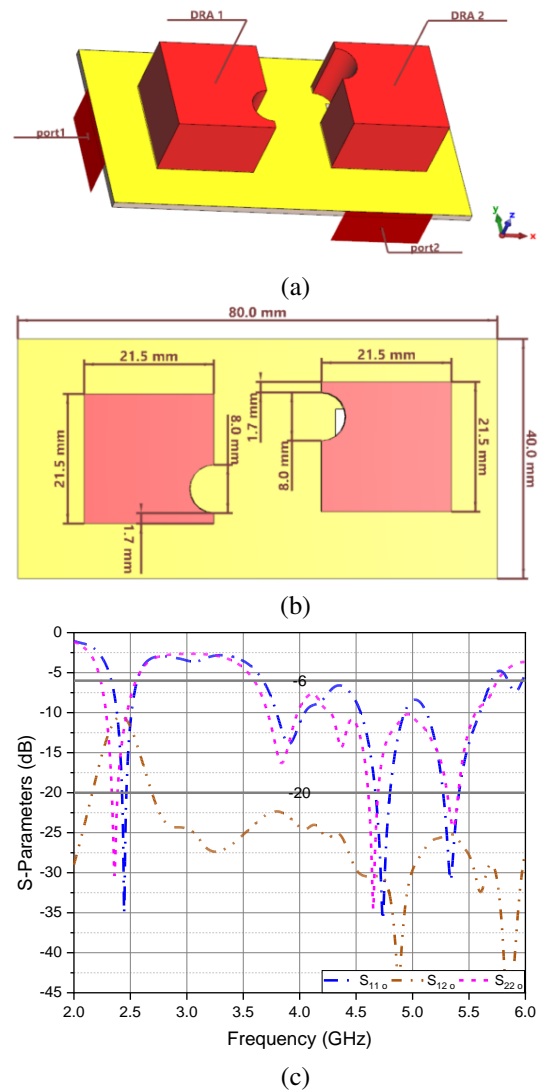 DRA 1
DRA 2
port1
port2
y
z
x
(a)
80.0 mm
21.5 mm
21.5 mm
1.7 mm
8.0 mm
8.0 mm
21.5 mm
21.5 mm
40.0 mm
1.7 mm
(b)
0
-5
-10
-15
-20
-25
-30
-35
-40
-45
-6
-20
S-Parameters (dB)
S11 o
S12 o
S22 o
2.0 2.5 3.0 3.5 4.0 4.5 5.0 5.5 6.0
Frequency (GHz)
(c)